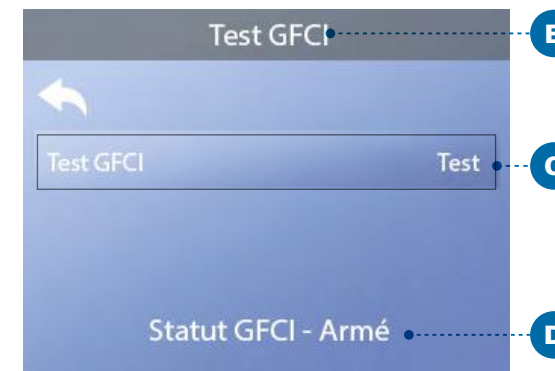 Test GFCI
B
Test GFCI Test
C
Statut GFCI - Armé
D